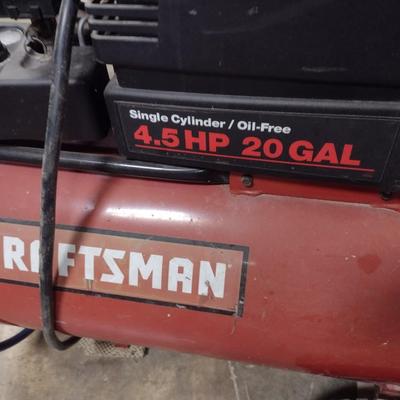 Single Cylinder / Oil-Free
4.5 HP 20 GAL
RAFTSMAN